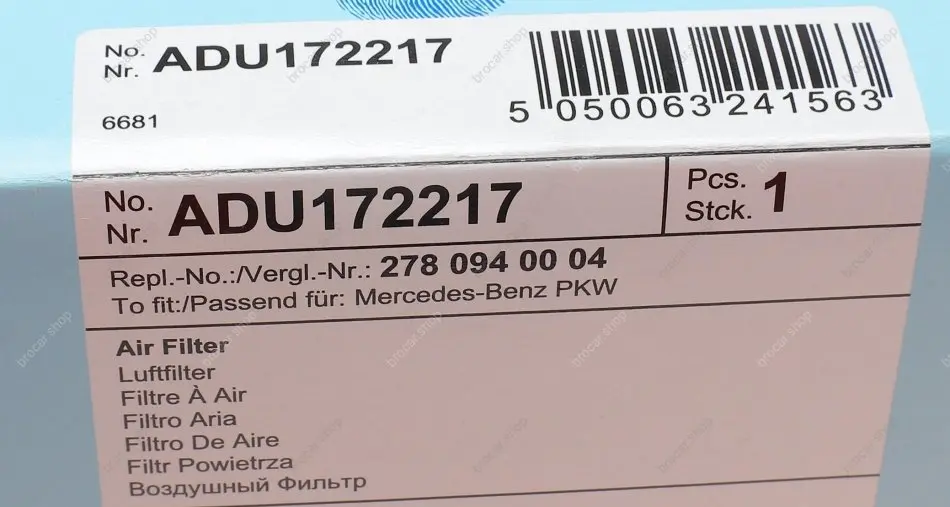 No.
Nr. ADU172217
6681
5 050063 241563
No.
Nr. ADU172217
Pcs.
Stck. 1
Repl.-No.:/Vergl.-Nr.: 278 094 00 04
To fit:/Passend für: Mercedes-Benz PKW
Air Filter
Luftfilter
Filtre À Air
Filtro Aria
Filtro De Aire
Filtr Powietrza
Воздушный Фильтр
brocar.shop